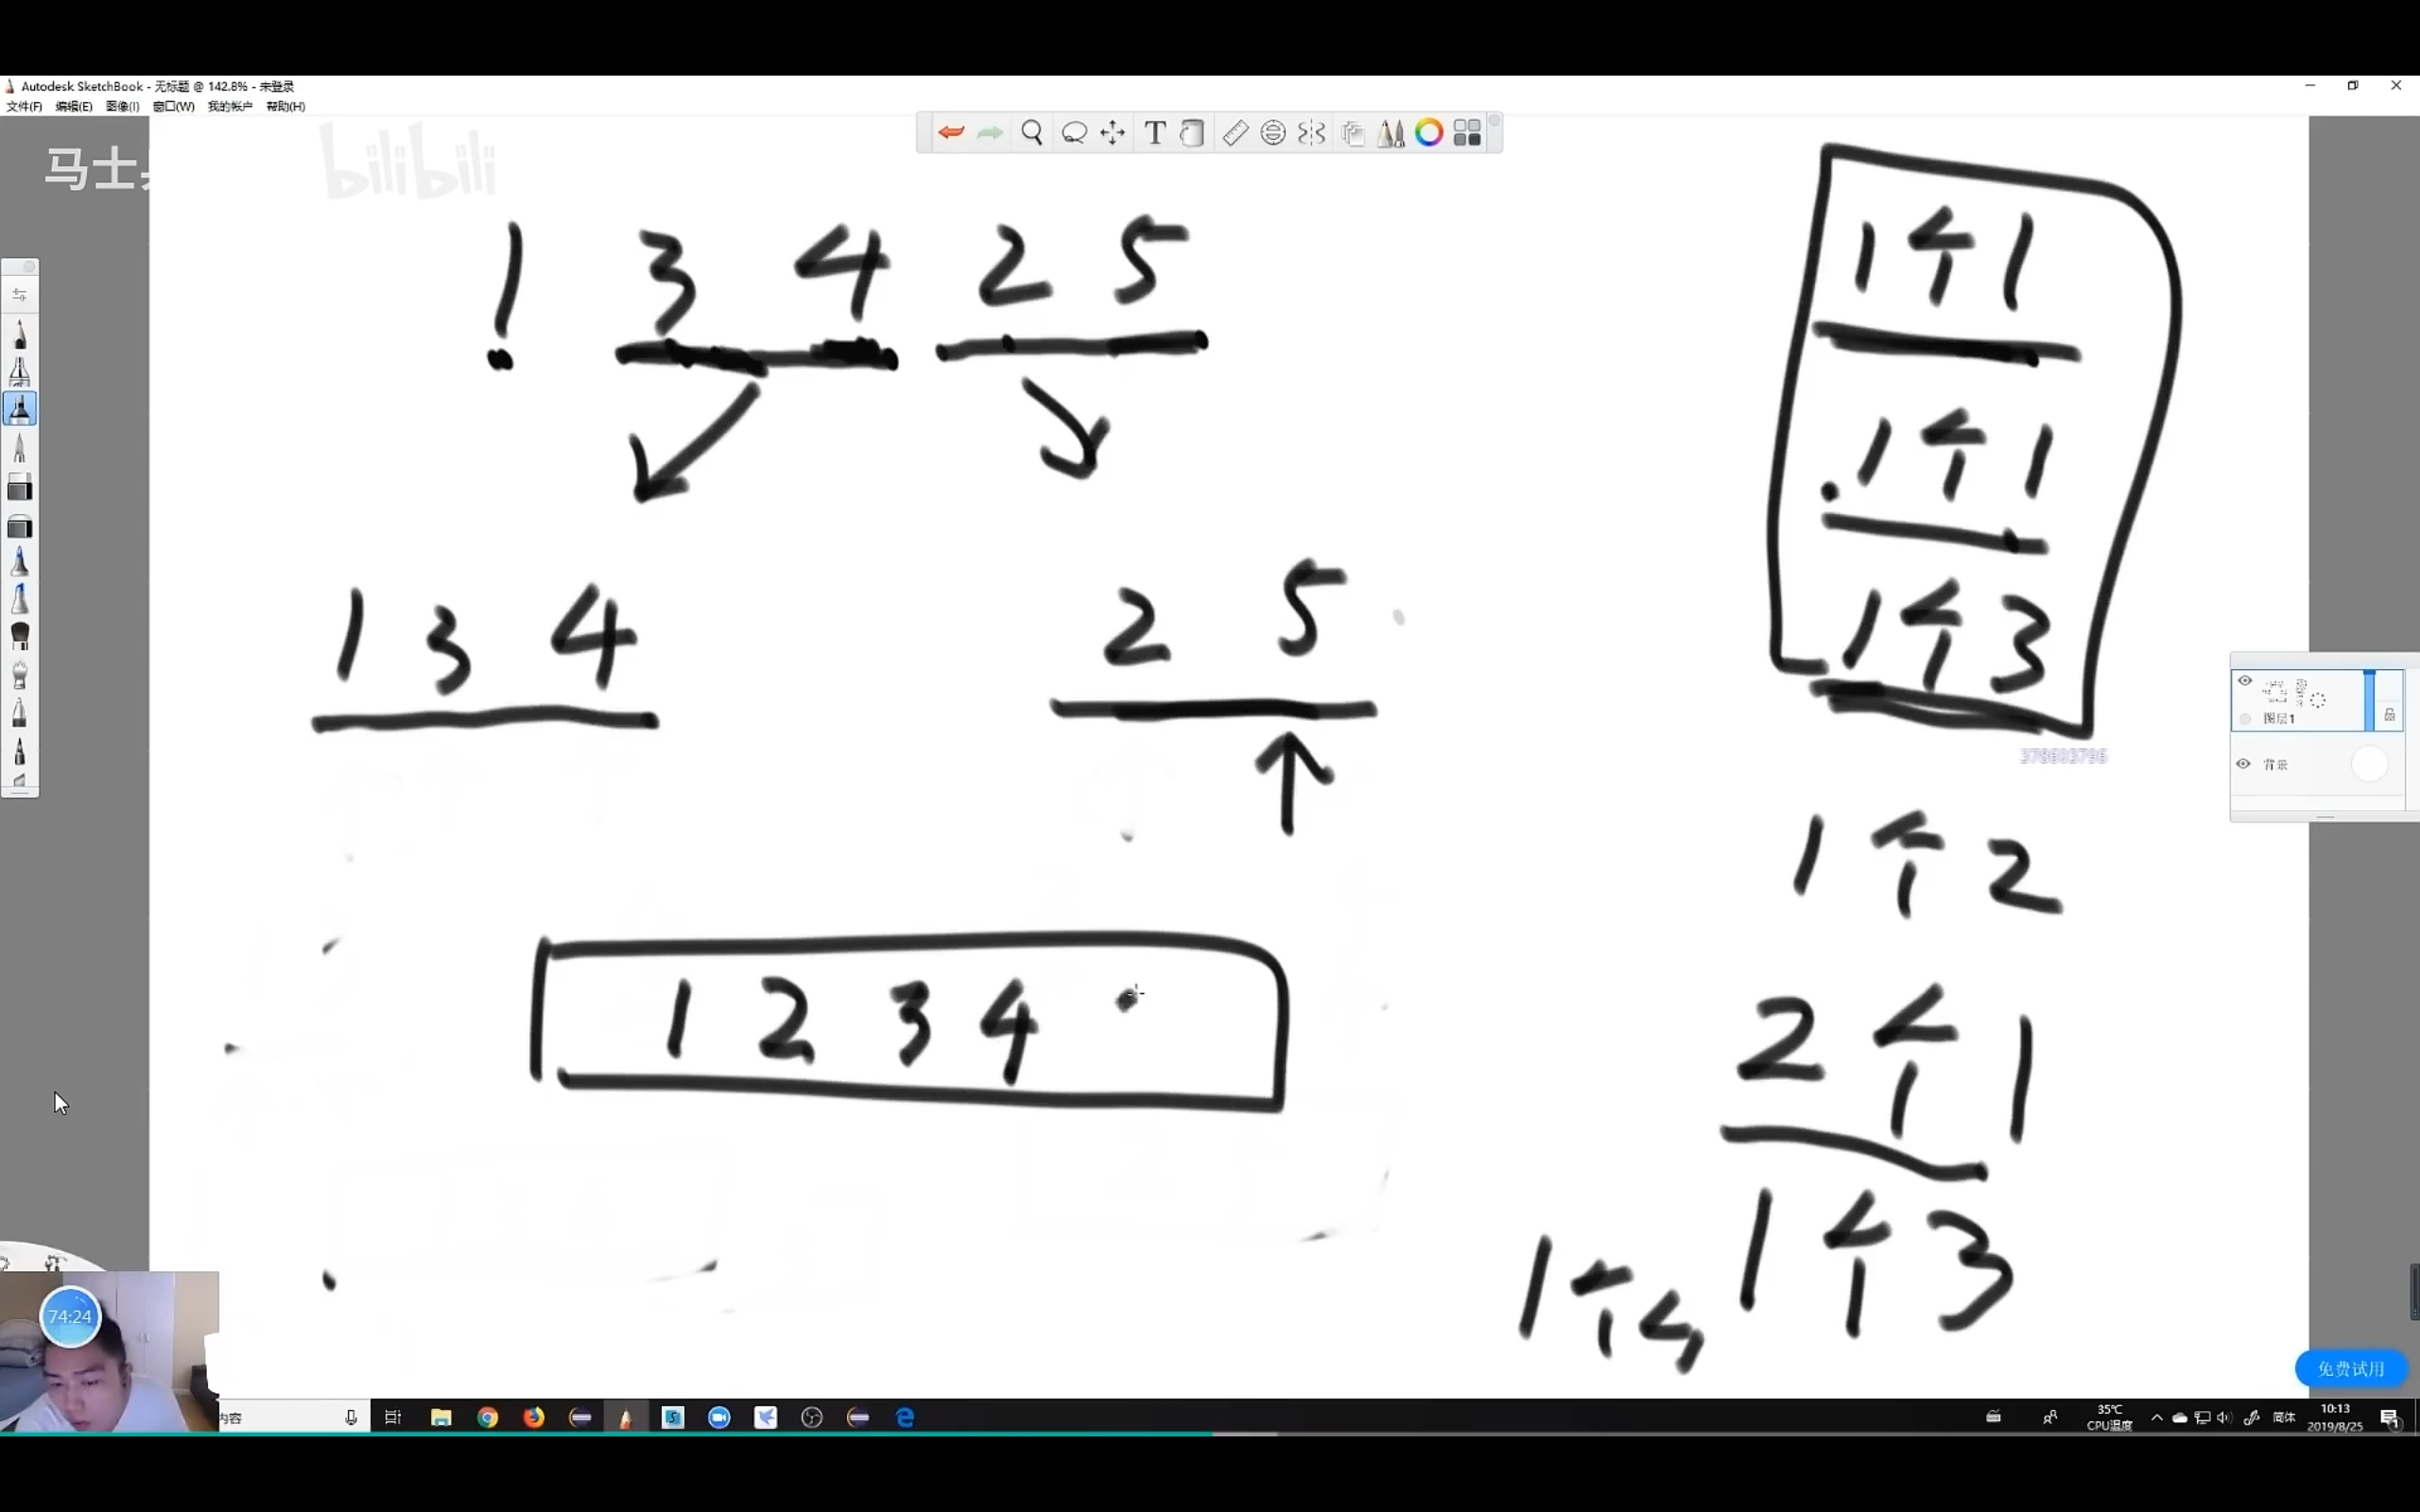 Autodesk SketchBook - 无标题 @ 142.8% - 未登录
文件(F) 编辑(E) 图像(I) 窗口(W) 我的帐户 帮助(H)
马士
bilibili
1 3 4 2 5
1个1
1个1
1个3
1 3 4
2 5
378603796
图层1
背景
1个2
1 2 3 4
2个1
1个3
1个4
74:24
免费试用
内容
35℃
CPU温度
简体
10:13
2019/8/25
1